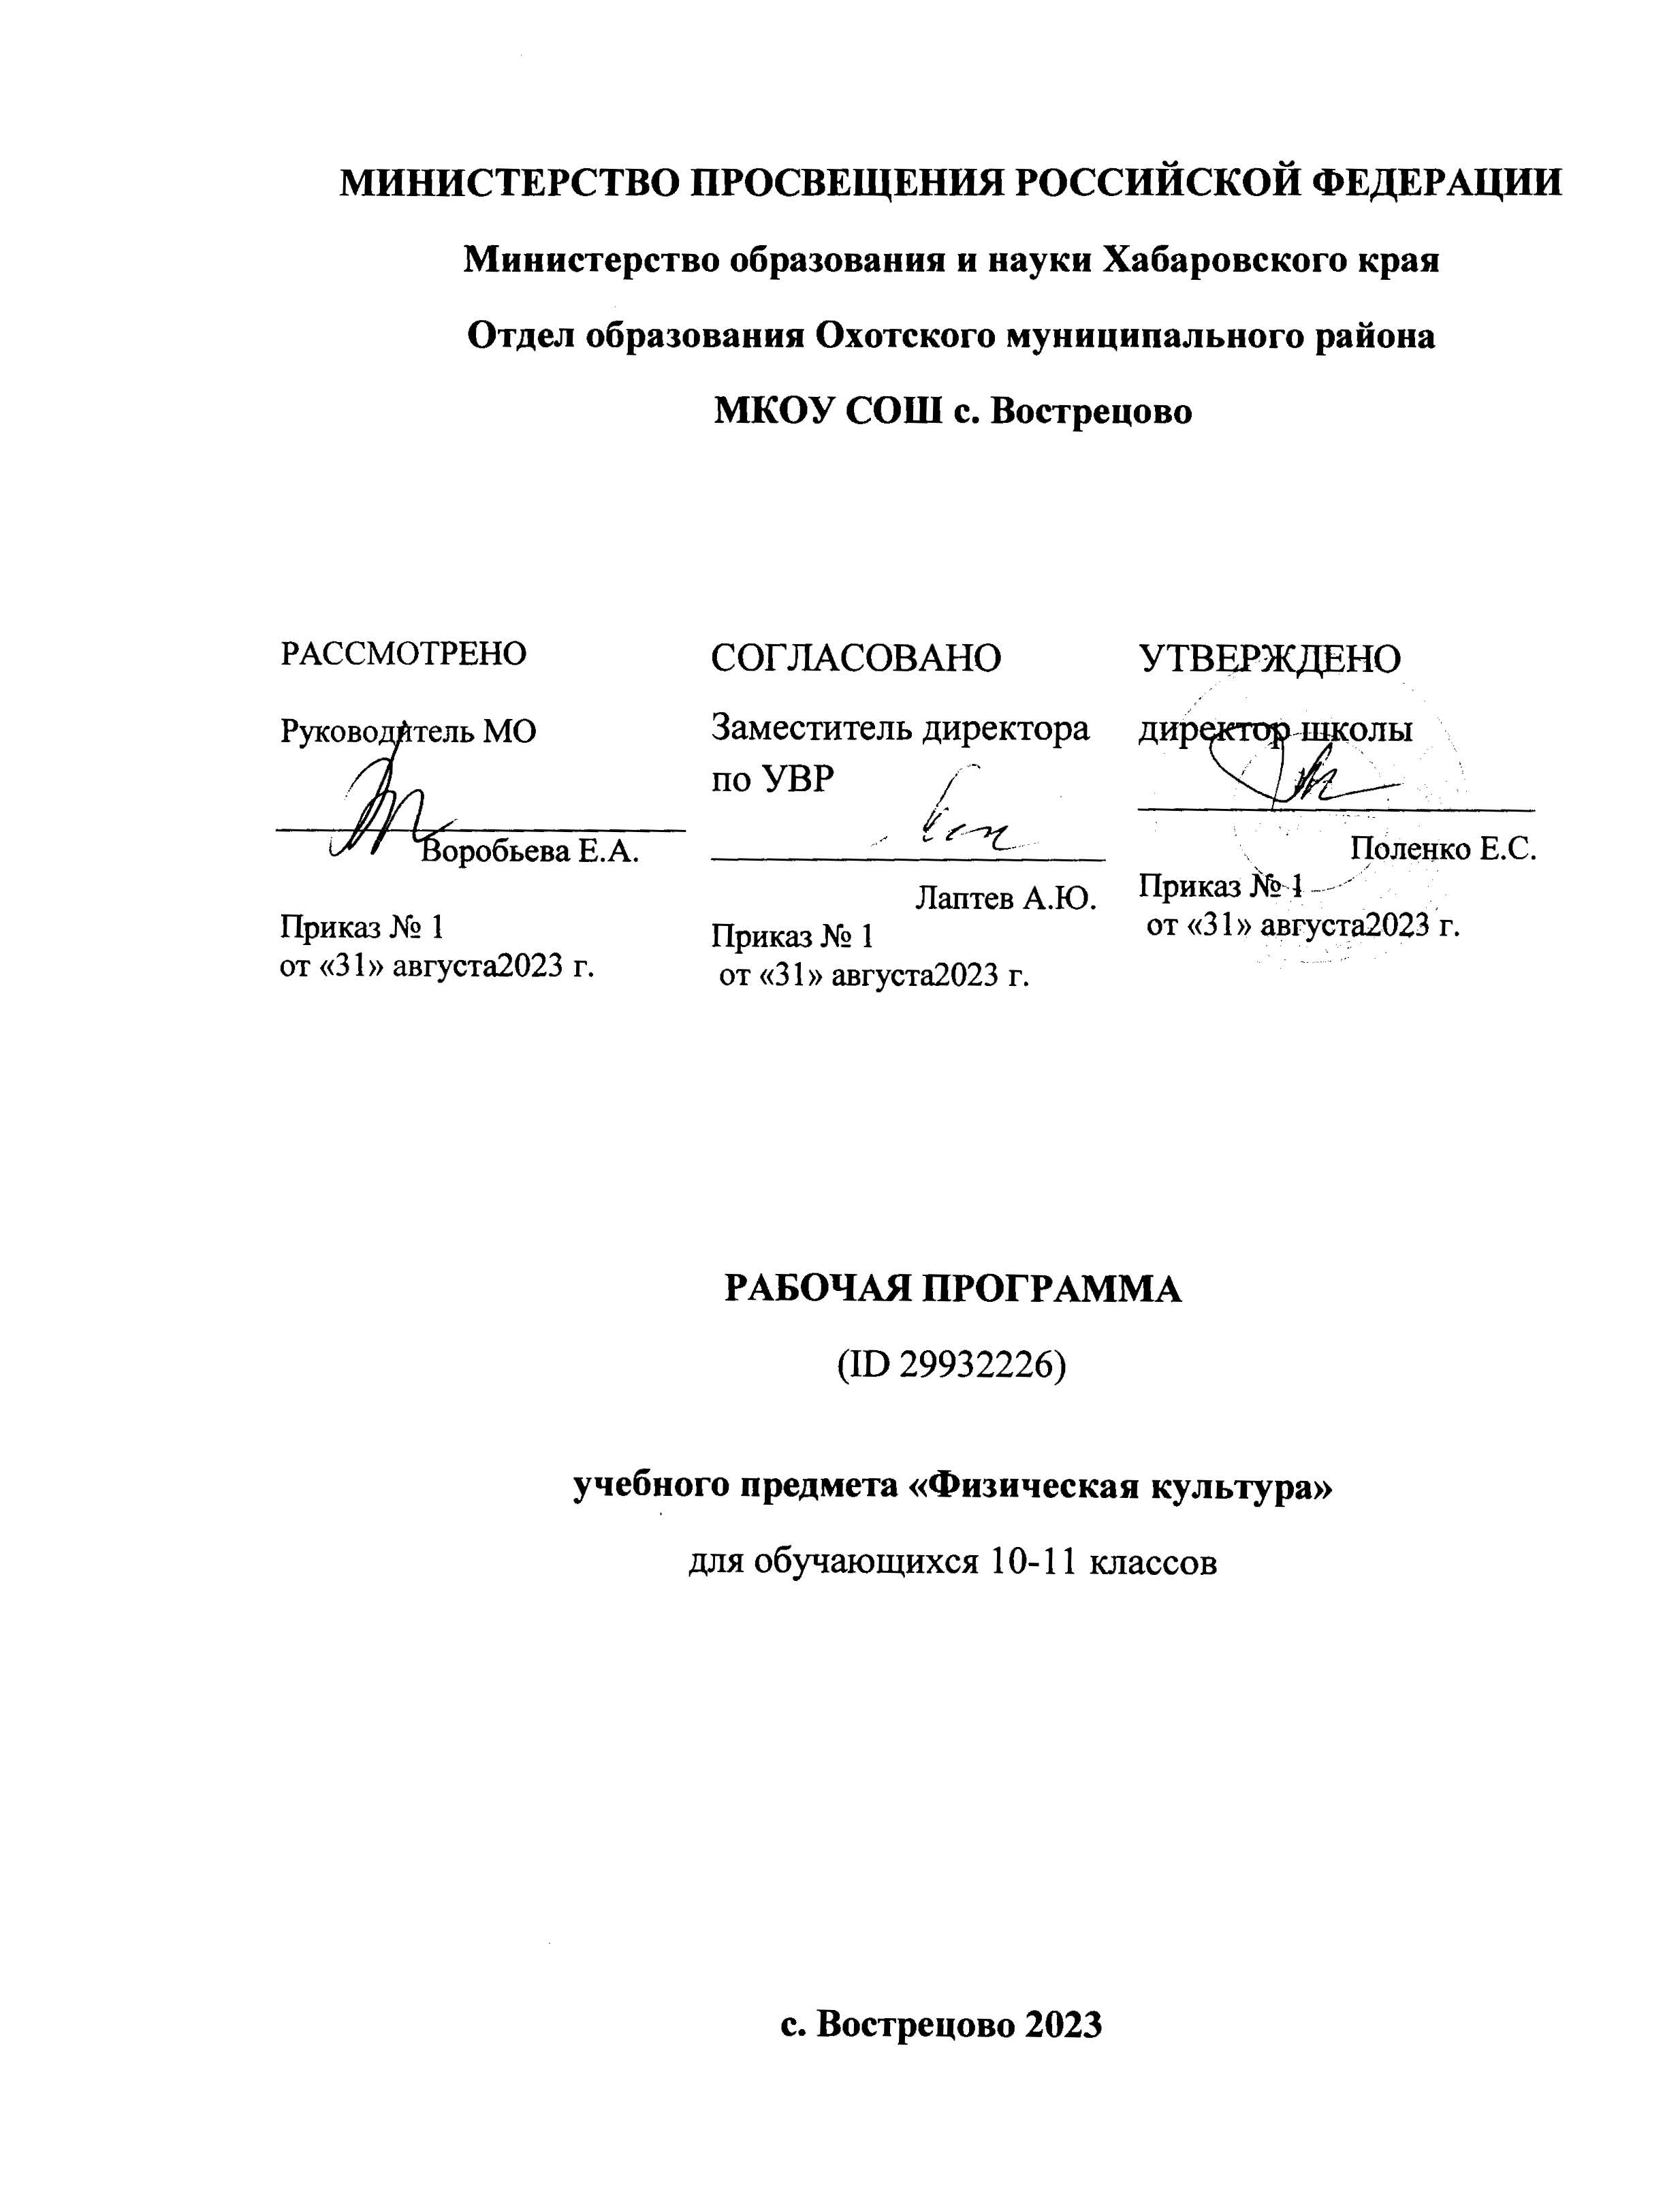 МИНИСТЕРСТВО ПРОСВЕЩЕНИЯ РОССИЙСКОЙ ФЕДЕРАЦИИ
Министерство образования и науки Хабаровского края
Отдел образования Охотского муниципального района
МКОУ СОШ с. Вострецово
РАССМОТРЕНО
Руководитель МО
Воробьева Е.А.
Приказ № 1
от «31» августа2023 г.
СОГЛАСОВАНО
Заместитель директора
по УВР
Лаптев А.Ю.
Приказ № 1
от «31» августа2023 г.
УТВЕРЖДЕНО
директор школы
Поленко Е.С.
Приказ № 1
от «31» августа2023 г.
РАБОЧАЯ ПРОГРАММА
(ID 29932226)
учебного предмета «Физическая культура»
для обучающихся 10-11 классов
с. Вострецово 2023